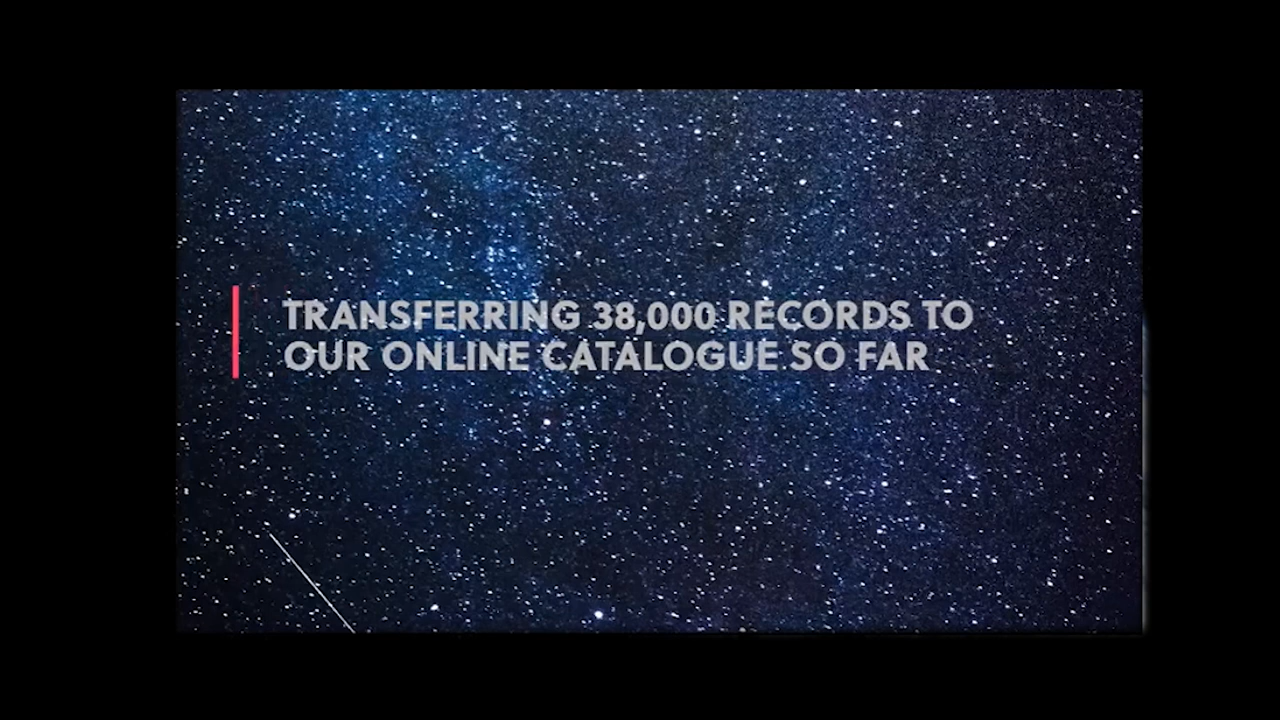 TRANSFERRING 38,000 RECORDS TO
OUR ONLINE CATALOGUE SO FAR